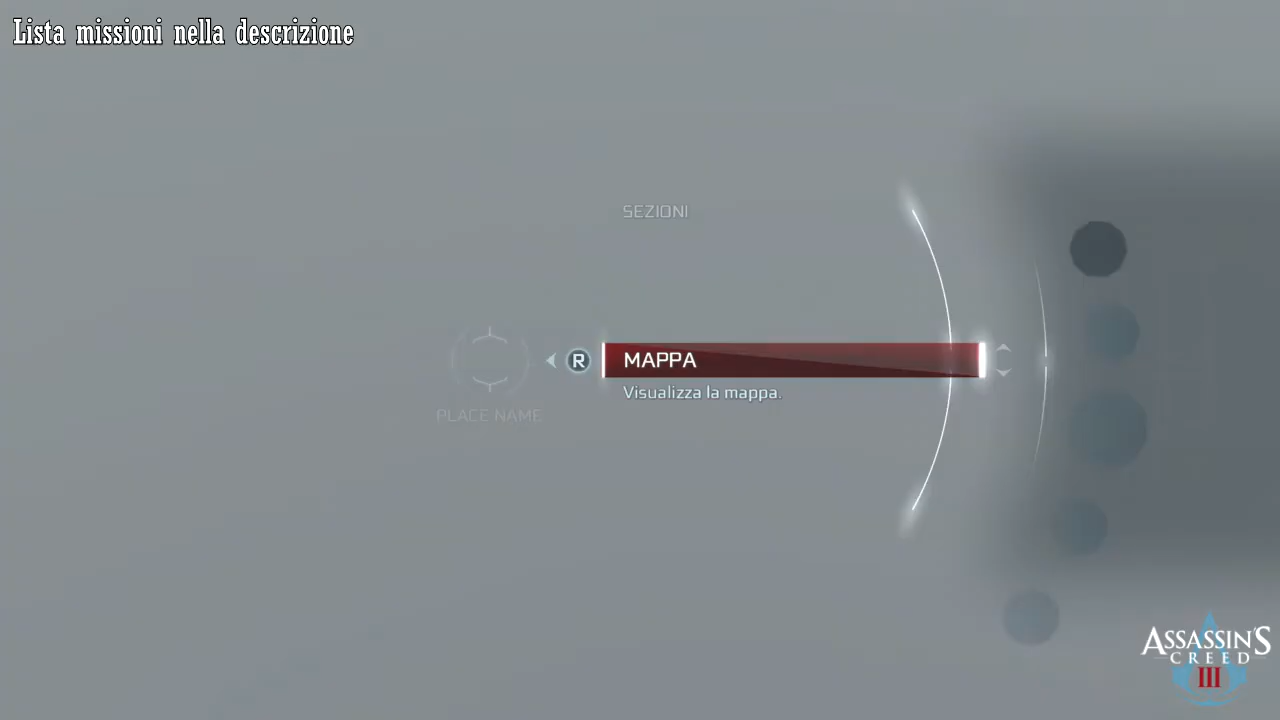 Lista missioni nella descrizione
SEZIONI
R
MAPPA
Visualizza la mappa.
PLACE NAME
ASSASSIN'S
CREED
III